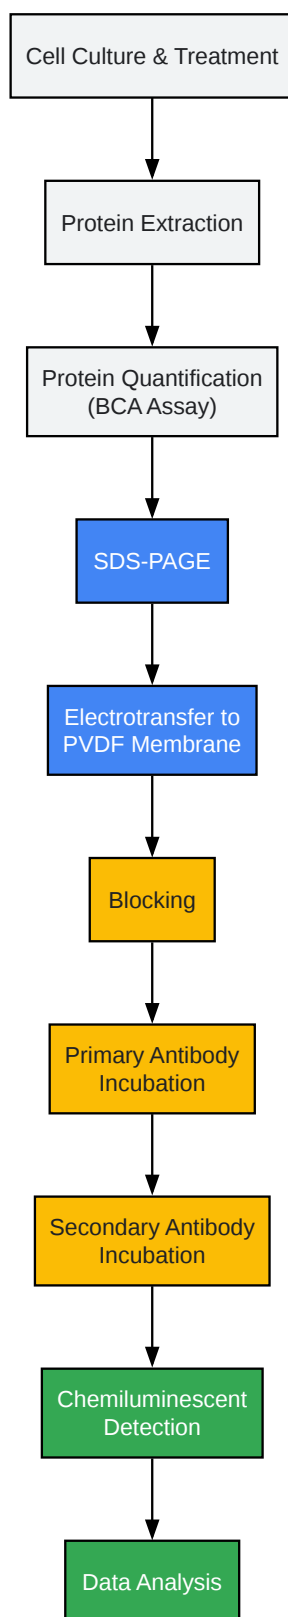 Cell Culture & Treatment
Protein Extraction
Protein Quantification
(BCA Assay)
SDS-PAGE
Electrotransfer to
PVDF Membrane
Blocking
Primary Antibody
Incubation
Secondary Antibody
Incubation
Chemiluminescent
Detection
Data Analysis